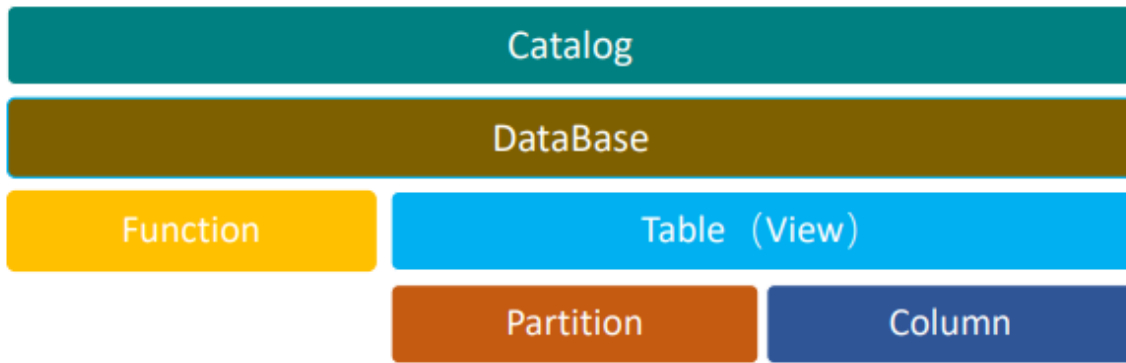 Catalog
DataBase
Function
Table（View）
Partition
Column